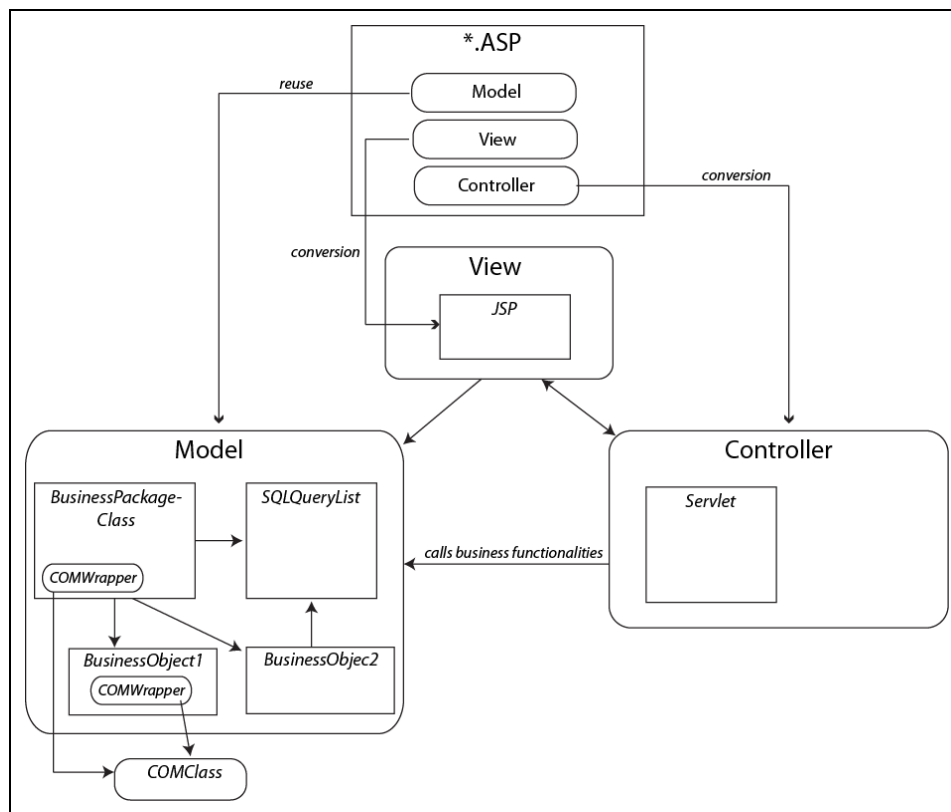 *.ASP
reuse
Model
View
Controller
conversion
conversion
View
JSP
Model
Controller
BusinessPackage-
Class
SQLQueryList
Servlet
COMWrapper
calls business functionalities
BusinessObject1
BusinessObjec2
COMWrapper
COMClass